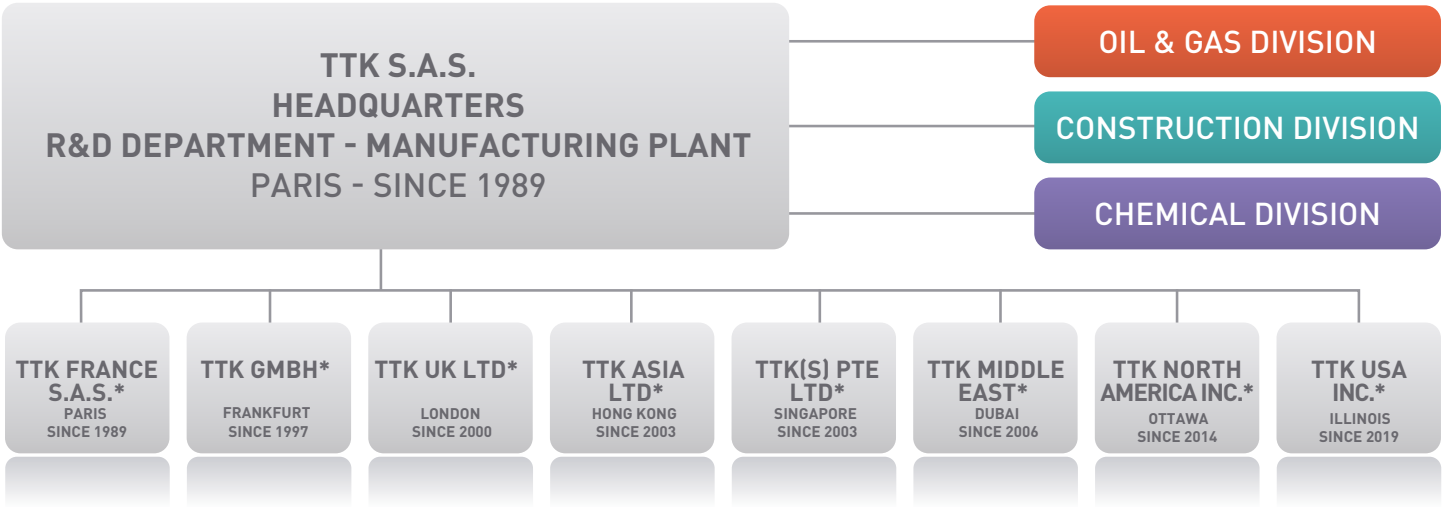 TTK S.A.S.
HEADQUARTERS
R&D DEPARTMENT - MANUFACTURING PLANT
PARIS - SINCE 1989
OIL & GAS DIVISION
CONSTRUCTION DIVISION
CHEMICAL DIVISION
TTK FRANCE
S.A.S.*
PARIS
SINCE 1989
TTK GMBH*
FRANKFURT
SINCE 1997
TTK UK LTD*
LONDON
SINCE 2000
TTK ASIA
LTD*
HONG KONG
SINCE 2003
TTK(S) PTE
LTD*
SINGAPORE
SINCE 2003
TTK MIDDLE
EAST*
DUBAI
SINCE 2006
TTK NORTH
AMERICA INC.*
OTTAWA
SINCE 2014
TTK USA
INC.*
ILLINOIS
SINCE 2019